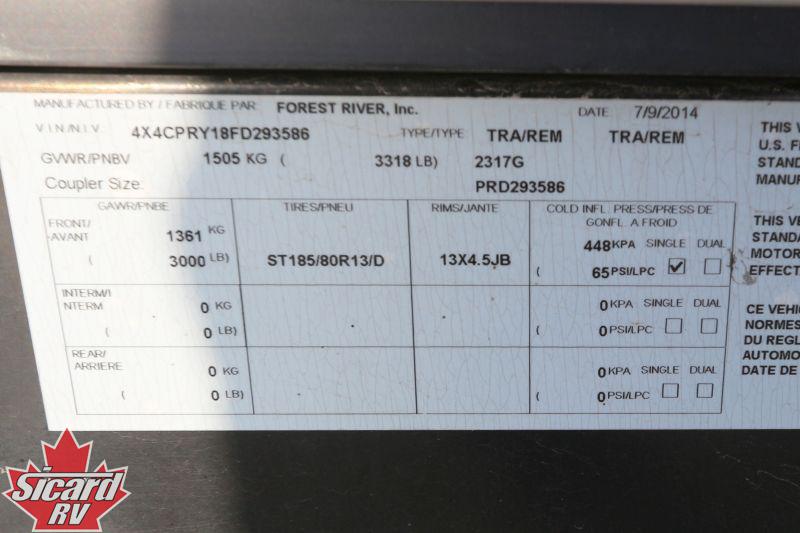 MANUFACTURED BY / FABRIQUE PAR: FOREST RIVER, Inc. DATE: 7/9/2014
V.I.N./N.I.V.: 4X4CPRY18FD293586 TYPE/TYPE TRA/REM TRA/REM
GVWR/PNBV 1505 KG ( 3318 LB) 2317G
Coupler Size: PRD293586
GAWR/PNBE TIRES/PNEU RIMS/JANTE COLD INFL. PRESS/PRESS DE
GONFL. A FROID
FRONT/
AVANT 1361 KG 448 KPA SINGLE DUAL
( 3000 LB) ST185/80R13/D 13X4.5JB ( 65 PSI/LPC
INTERM/I
NTERM 0 KG 0 KPA SINGLE DUAL
( 0 LB) ( 0 PSI/LPC
REAR/
ARRIERE 0 KG 0 KPA SINGLE DUAL
( 0 LB) ( 0 PSI/LPC
THIS V
U.S. FE
STAND
MANUF
THIS VE
STANDA
MOTOR
EFFECT
CE VEHIC
NORMES
DU REGL
AUTOMO
DATE DE
Sicard
RV